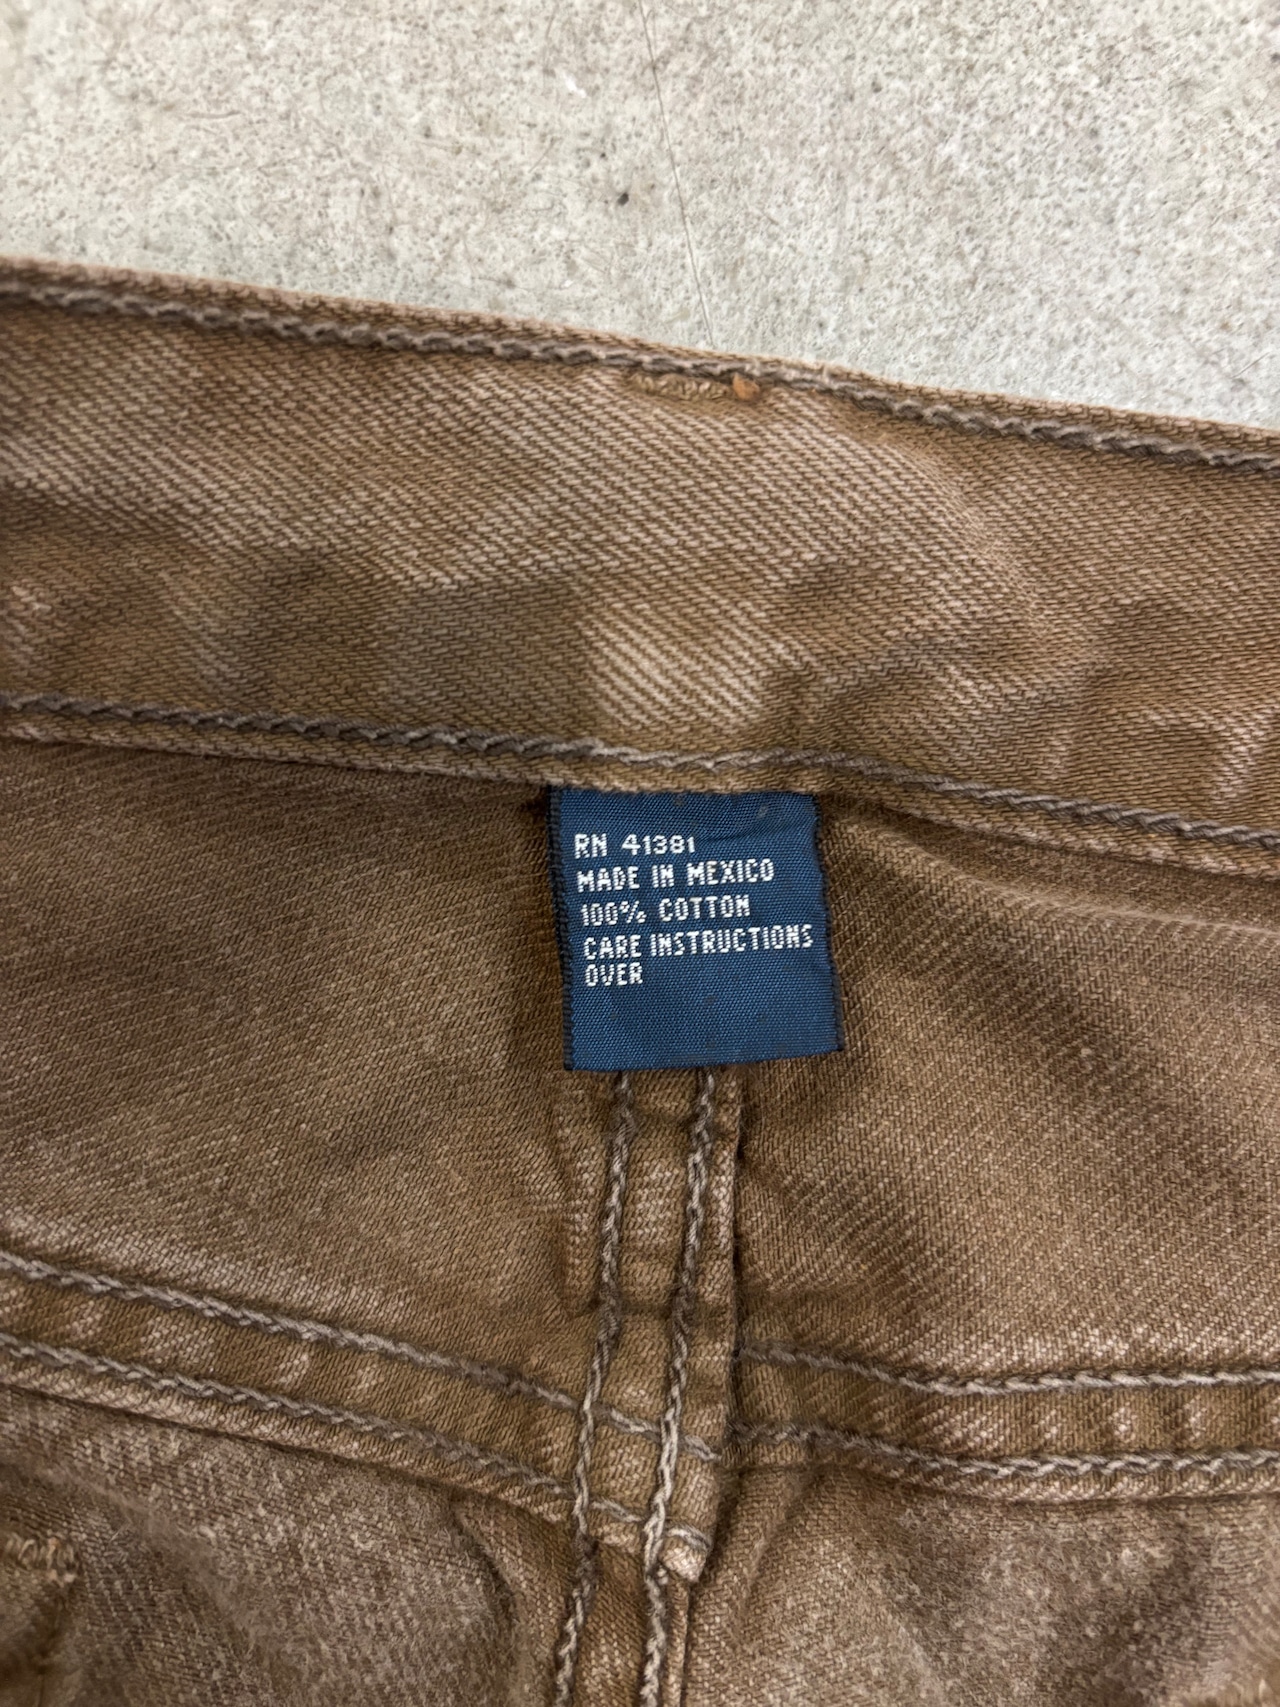 RN 41381
MADE IN MEXICO
100% COTTON
CARE INSTRUCTIONS
OVER